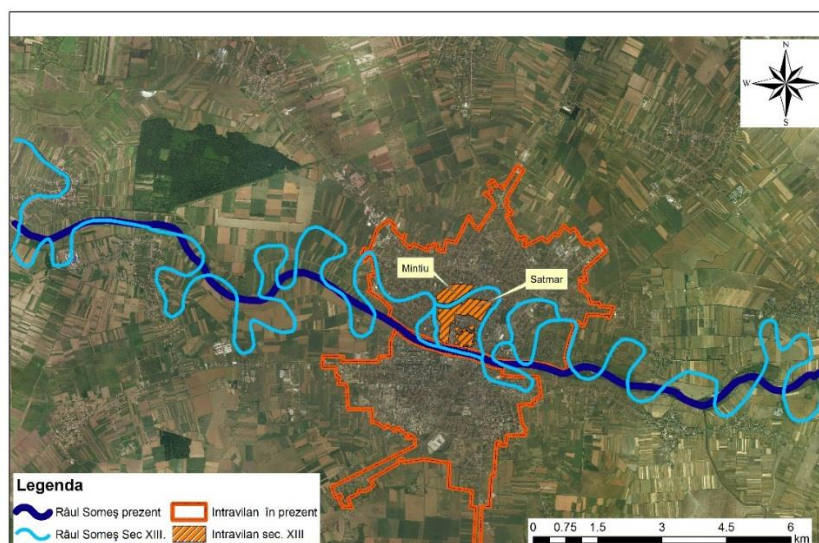 N
W E
S
Mintiu
Satmar
Legenda
Râul Someș prezent
Intravilan în prezent
Râul Someș Sec XIII.
Intravilan sec. XIII
0 0.75 1.5 3 4.5 6
km